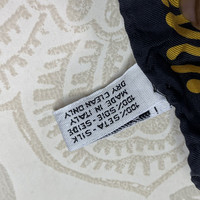 100% SETA - SILK
100% SOIE - SEIDE
MADE IN ITALY
DRY CLEAN ONLY